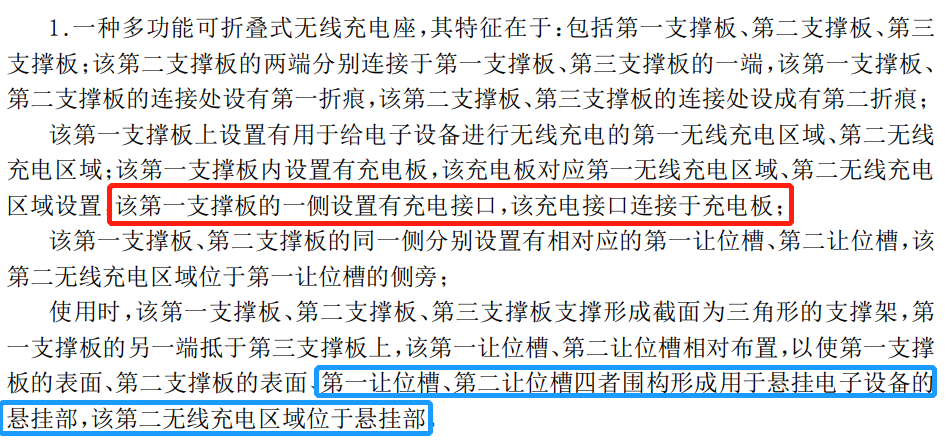 1.一种多功能可折叠式无线充电座,其特征在于:包括第一支撑板、第二支撑板、第三
支撑板;该第二支撑板的两端分别连接于第一支撑板、第三支撑板的一端,该第一支撑板、
第二支撑板的连接处设有第一折痕,该第二支撑板、第三支撑板的连接处设成有第二折痕;
该第一支撑板上设置有用于给电子设备进行无线充电的第一无线充电区域、第二无线
充电区域;该第一支撑板内设置有充电板,该充电板对应第一无线充电区域、第二无线充电
区域设置,该第一支撑板的一侧设置有充电接口,该充电接口连接于充电板;
该第一支撑板、第二支撑板的同一侧分别设置有相对应的第一让位槽、第二让位槽,该
第二无线充电区域位于第一让位槽的侧旁;
使用时,该第一支撑板、第二支撑板、第三支撑板支撑形成截面为三角形的支撑架,第
一支撑板的另一端抵于第三支撑板上,该第一让位槽、第二让位槽相对布置,以使第一支撑
板的表面、第二支撑板的表面、第一让位槽、第二让位槽四者围构形成用于悬挂电子设备的
悬挂部,该第二无线充电区域位于悬挂部。